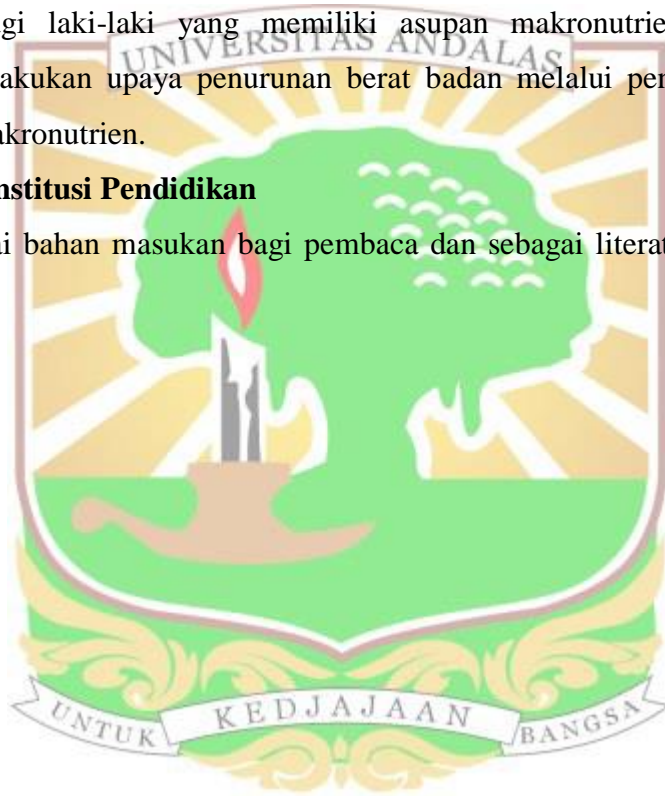 gi laki-laki yang memiliki asupan makronutrie
UNIVERSITAS ANDALAS
akukan upaya penurunan berat badan melalui per
akronutrien.
nstitusi Pendidikan
ai bahan masukan bagi pembaca dan sebagai literat
UNTUK KEDJAJAAN BANGSA